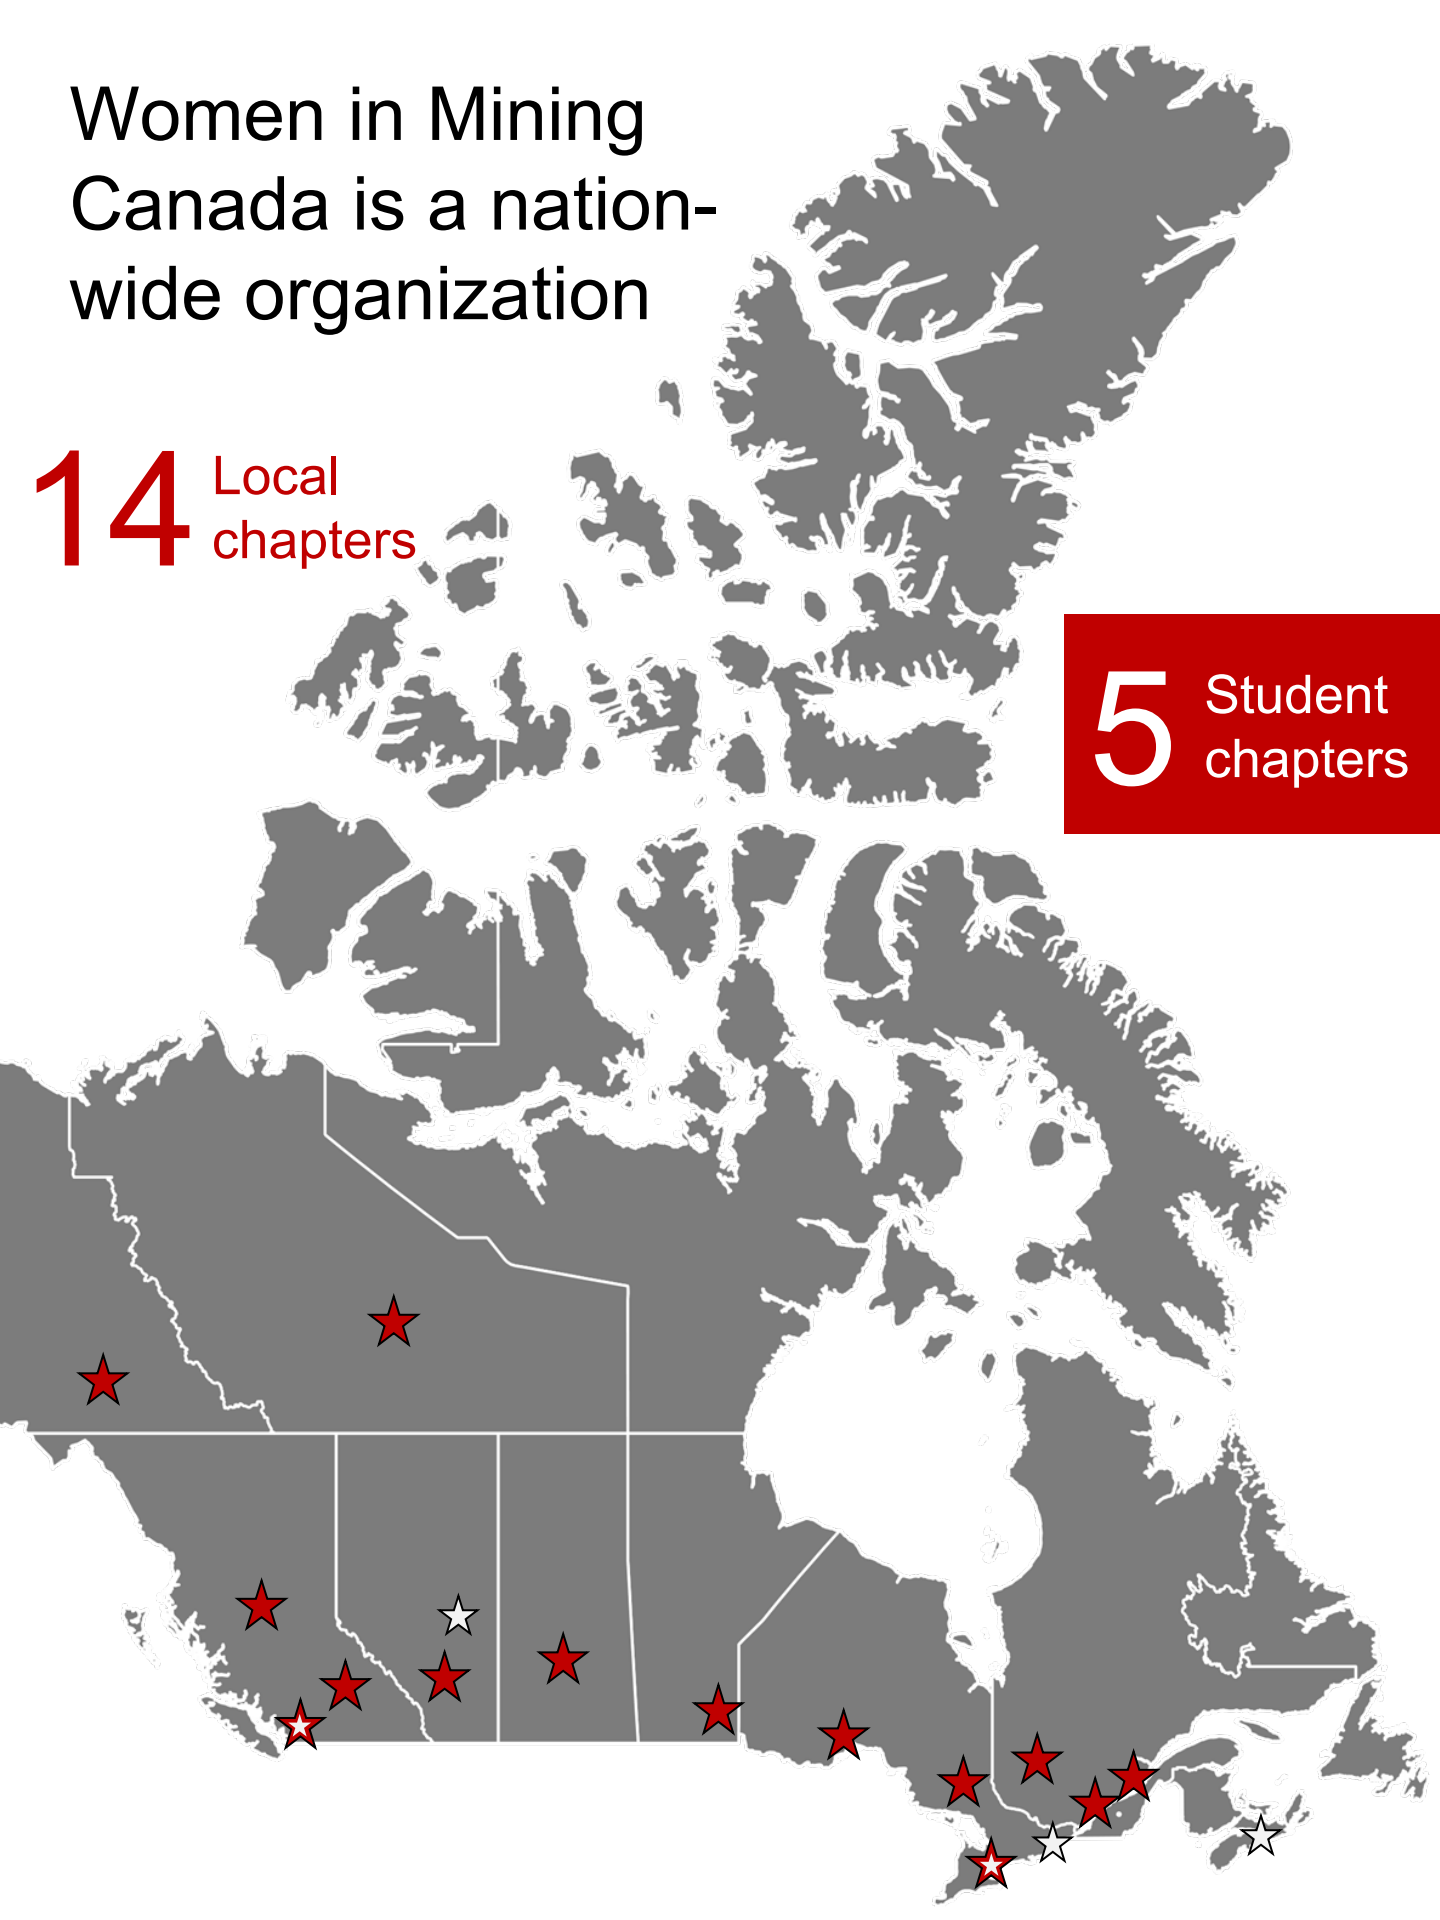 Women in Mining
Canada is a nation-
wide organization
14
Local
chapters
5
Student
chapters